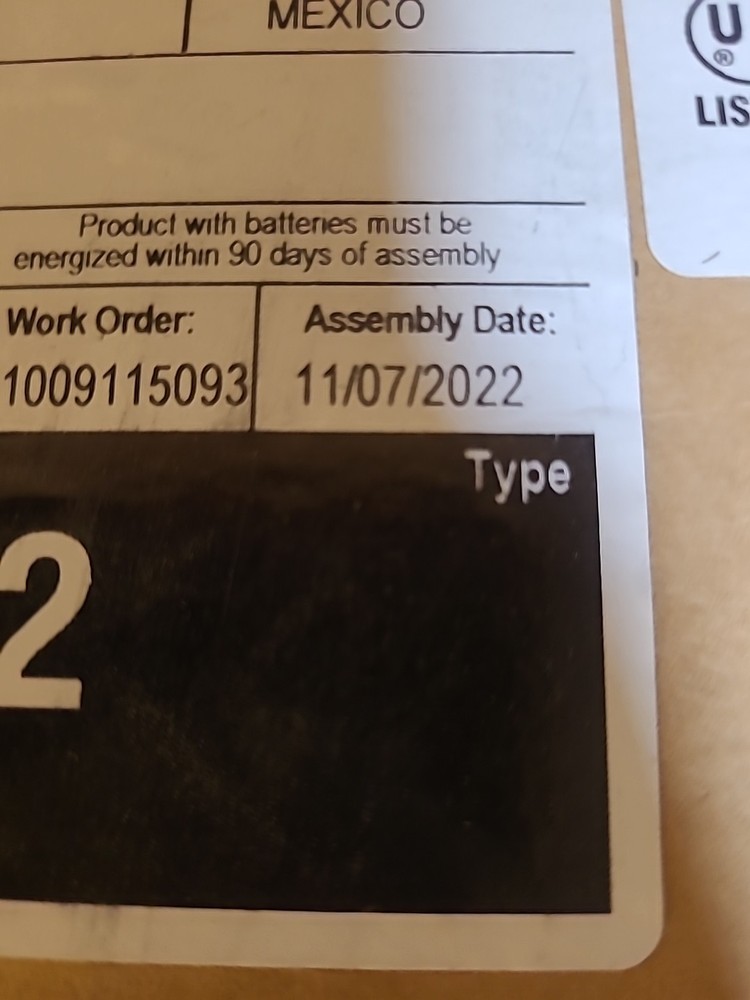 MEXICO
U
®
LIS
Product with batteries must be
energized within 90 days of assembly
Work Order:
Assembly Date:
1009115093
11/07/2022
Type
2